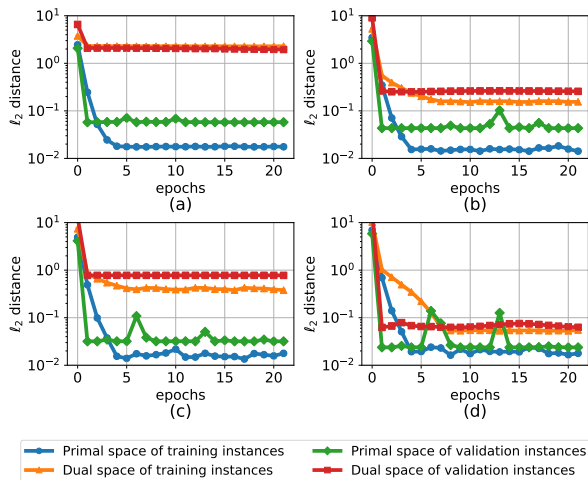 10¹
10⁰
10⁻¹
10⁻²
ℓ₂ distance
0 5 10 15 20
epochs
(a)
10¹
10⁰
10⁻¹
10⁻²
ℓ₂ distance
0 5 10 15 20
epochs
(b)
10¹
10⁰
10⁻¹
10⁻²
ℓ₂ distance
0 5 10 15 20
epochs
(c)
10¹
10⁰
10⁻¹
10⁻²
ℓ₂ distance
0 5 10 15 20
epochs
(d)
Primal space of training instances
Dual space of training instances
Primal space of validation instances
Dual space of validation instances